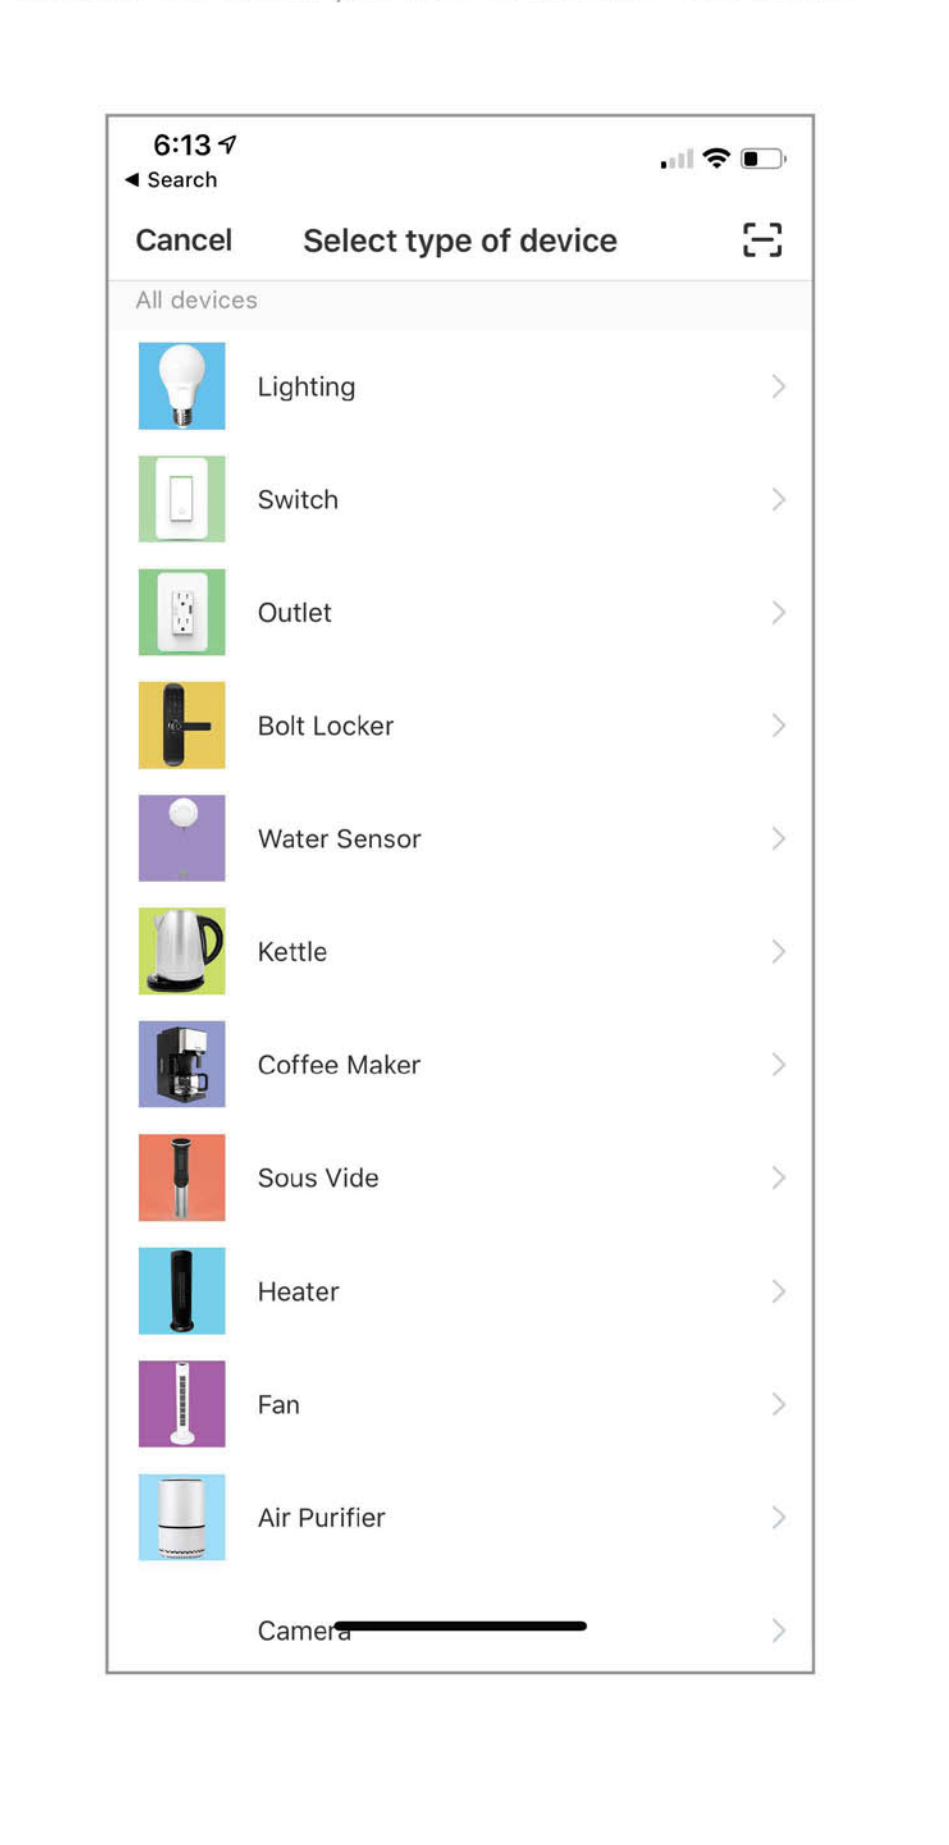 6:13
Search
Cancel
Select type of device
All devices
Lighting
Switch
Outlet
Bolt Locker
Water Sensor
Kettle
Coffee Maker
Sous Vide
Heater
Fan
Air Purifier
Camera